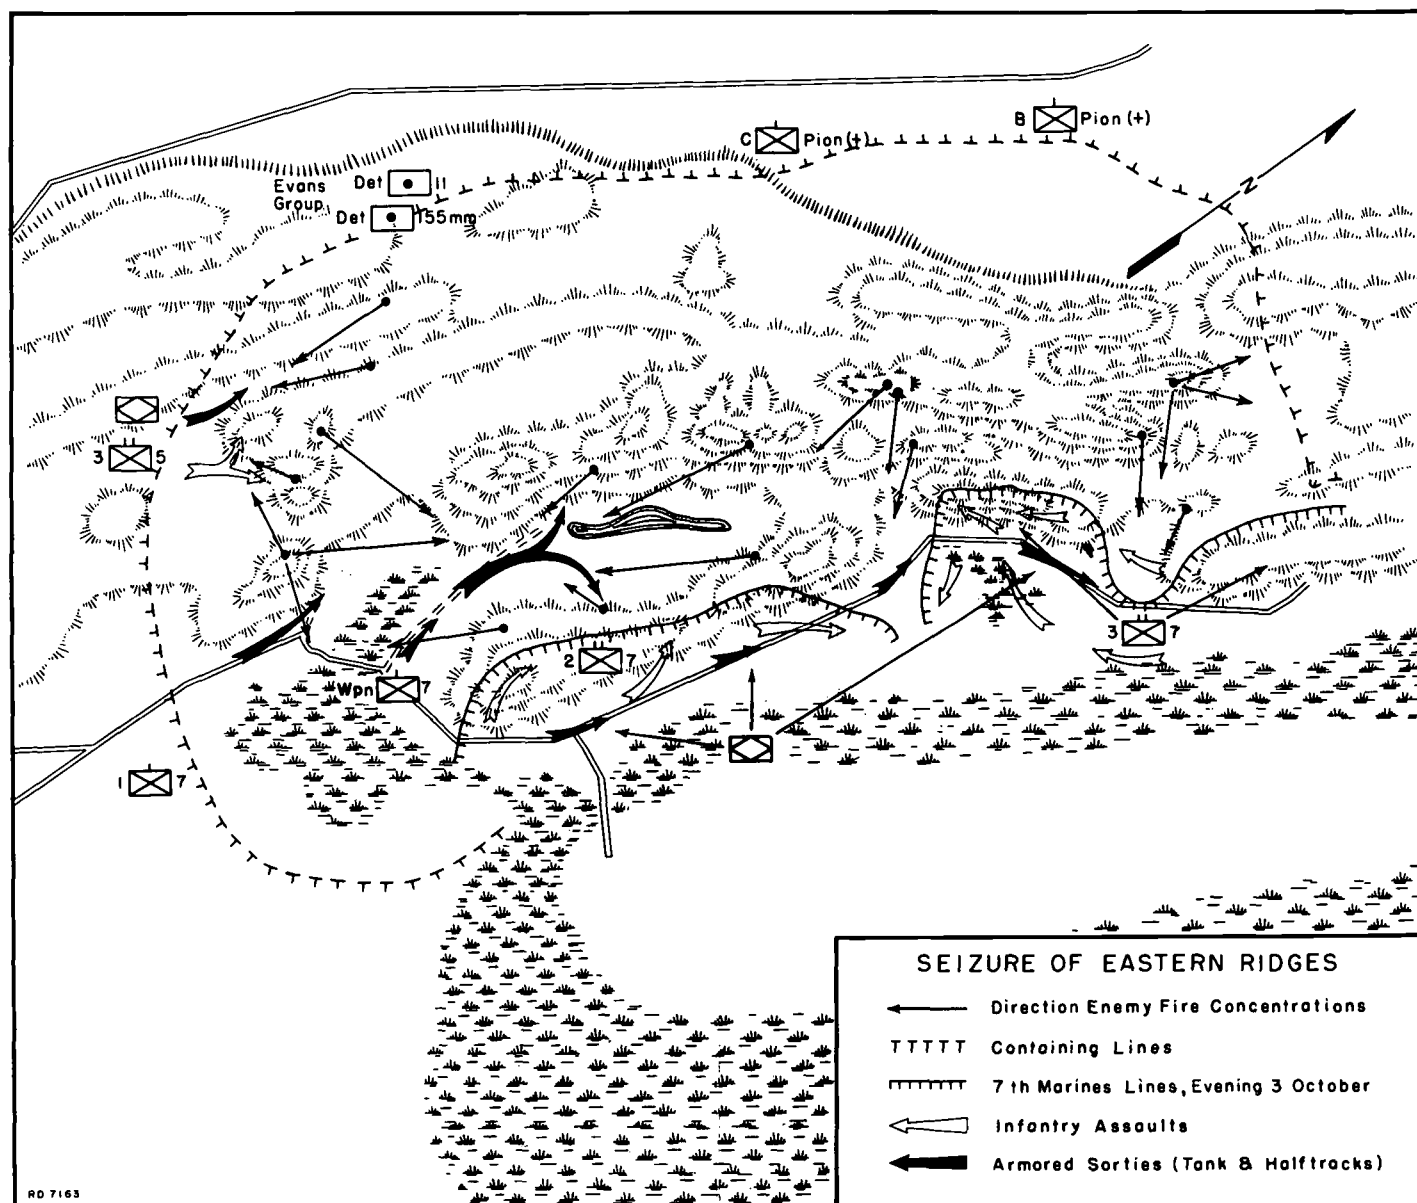 B Pion (+)
C Pion (+)
N
Evans
Group
Det 11
Det 155mm
3 5
3 7
2 7
Wpn 7
1 7
SEIZURE OF EASTERN RIDGES
Direction Enemy Fire Concentrations
TTTTT Containing Lines
7th Marines Lines, Evening 3 October
Infantry Assaults
Armored Sorties (Tank & Halftracks)
RD 7163